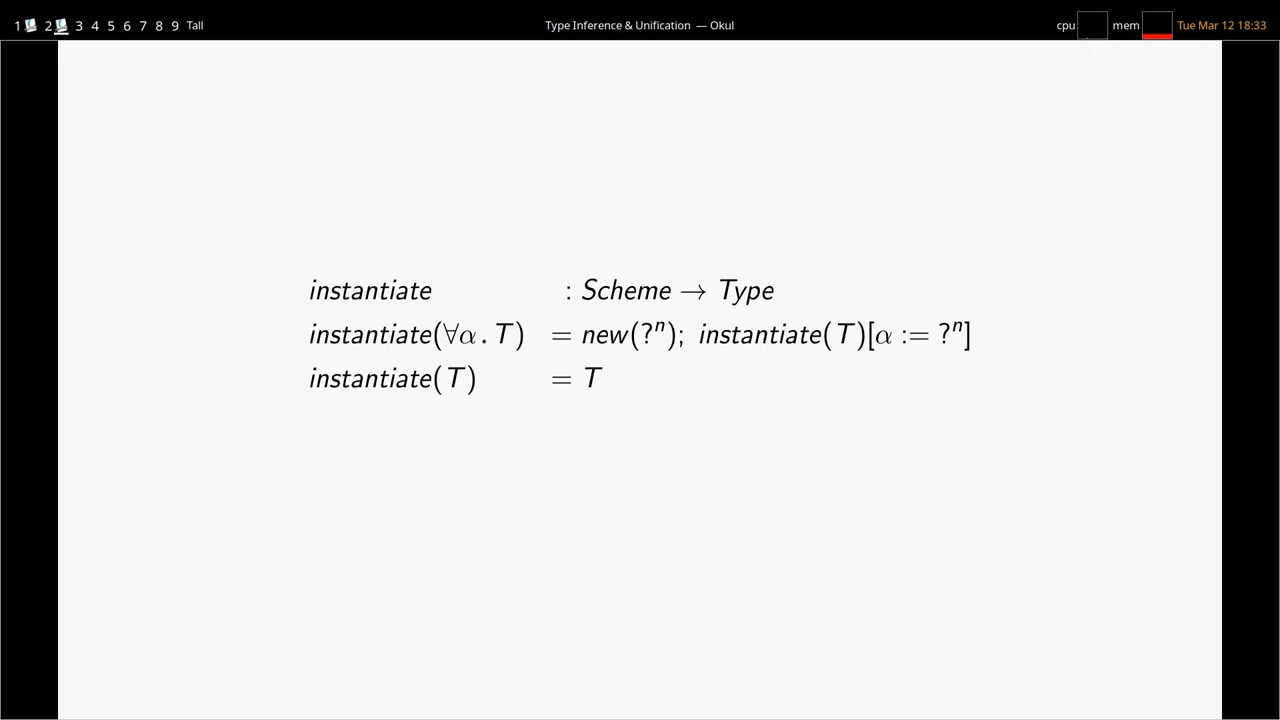 1 2 3 4 5 6 7 8 9 Tall Type Inference & Unification — Okul cpu mem Tue Mar 12 18:33
instantiate : Scheme → Type
instantiate(∀α. T) = new(?ⁿ); instantiate(T)[α := ?ⁿ]
instantiate(T) = T